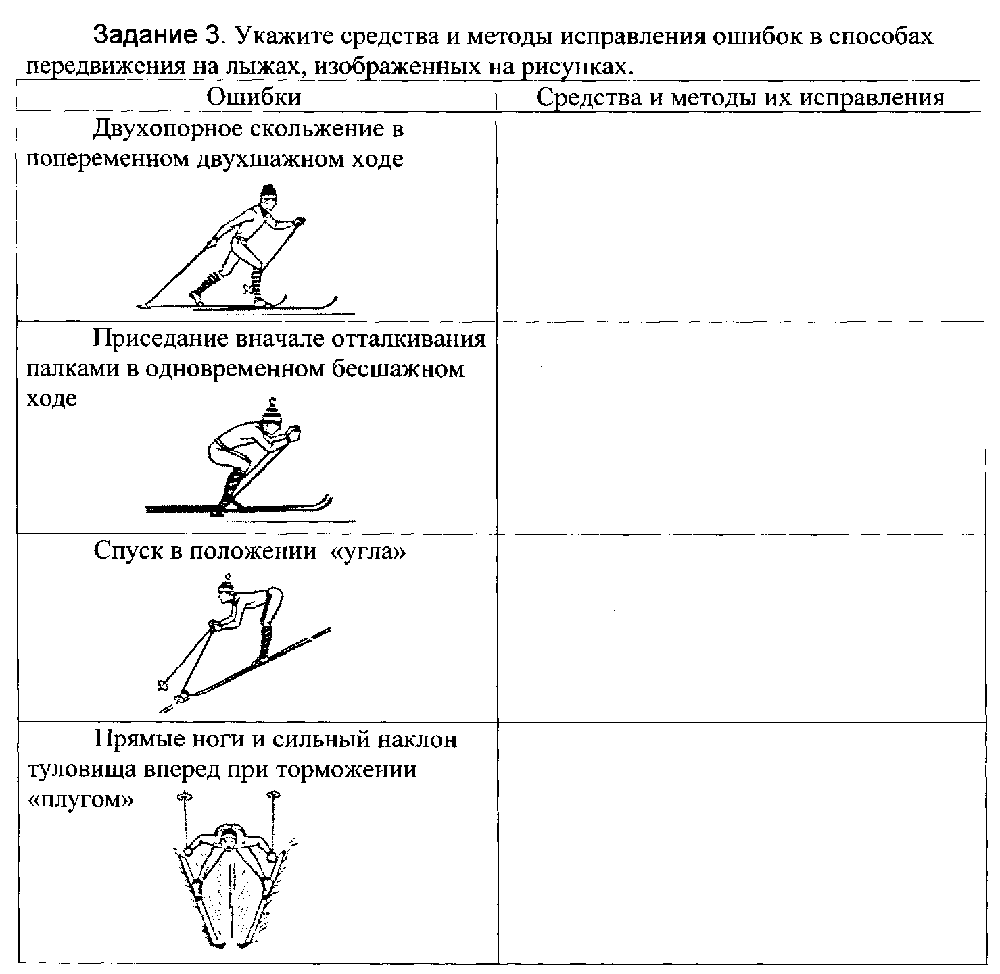 Задание 3. Укажите средства и методы исправления ошибок в способах
передвижения на лыжах, изображенных на рисунках.
Ошибки
Средства и методы их исправления
Двухопорное скольжение в
попеременном двухшажном ходе
Приседание вначале отталкивания
палками в одновременном бесшажном
ходе
Спуск в положении «угла»
Прямые ноги и сильный наклон
туловища вперед при торможении
«плугом»